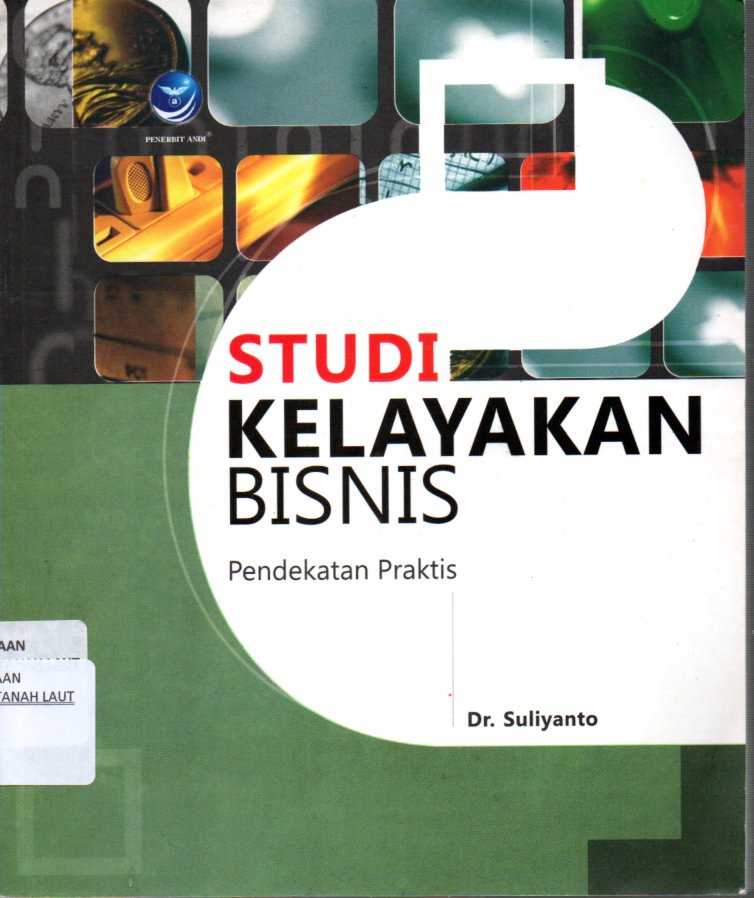 PENERBIT ANDI®
STUDI
KELAYAKAN
BISNIS
Pendekatan Praktis
AAN
AAN
TANAH LAUT
Dr. Suliyanto